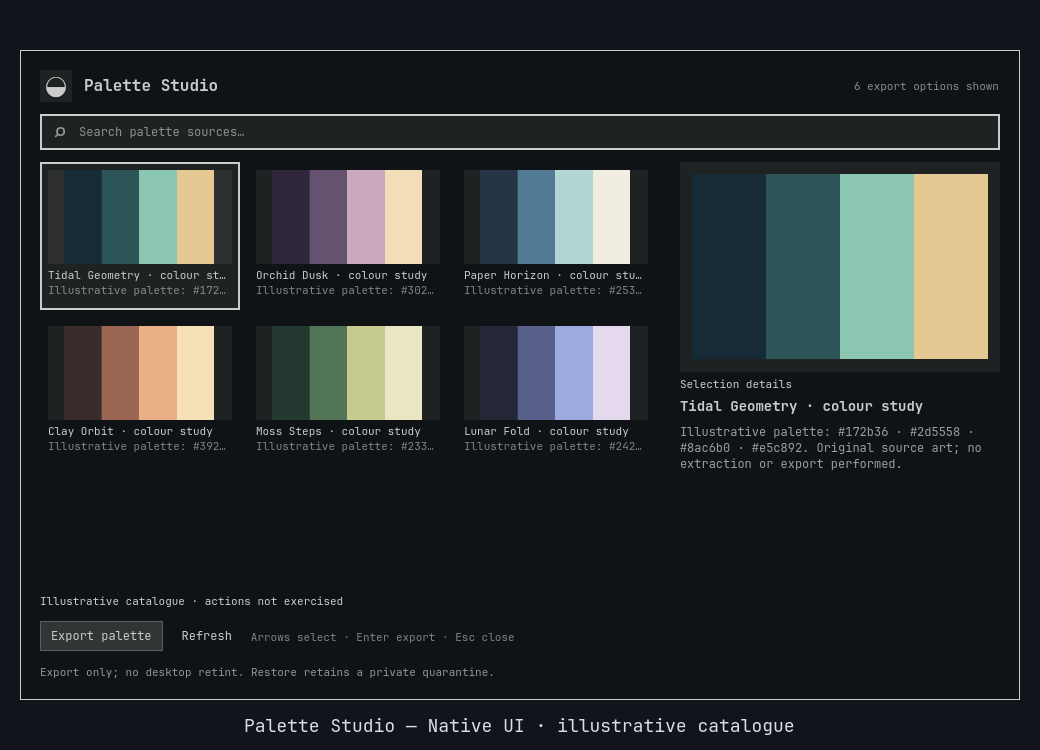 Palette Studio
6 export options shown
Search palette sources…
Tidal Geometry · colour st…
Illustrative palette: #172…
Orchid Dusk · colour study
Illustrative palette: #302…
Paper Horizon · colour stu…
Illustrative palette: #253…
Clay Orbit · colour study
Illustrative palette: #392…
Moss Steps · colour study
Illustrative palette: #233…
Lunar Fold · colour study
Illustrative palette: #242…
Selection details
Tidal Geometry · colour study
Illustrative palette: #172b36 · #2d5558 ·
#8ac6b0 · #e5c892. Original source art; no
extraction or export performed.
Illustrative catalogue · actions not exercised
Export palette
Refresh
Arrows select · Enter export · Esc close
Export only; no desktop retint. Restore retains a private quarantine.
Palette Studio — Native UI · illustrative catalogue